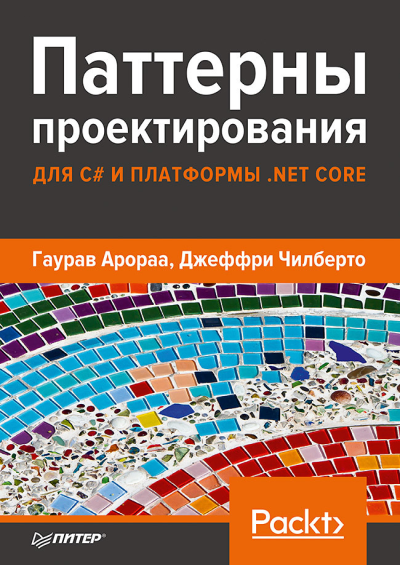 Паттерны
проектирования
ДЛЯ C# И ПЛАТФОРМЫ .NET CORE
Гаурав Арораа, Джеффри Чилберто
ПИТЕР®
Packt>